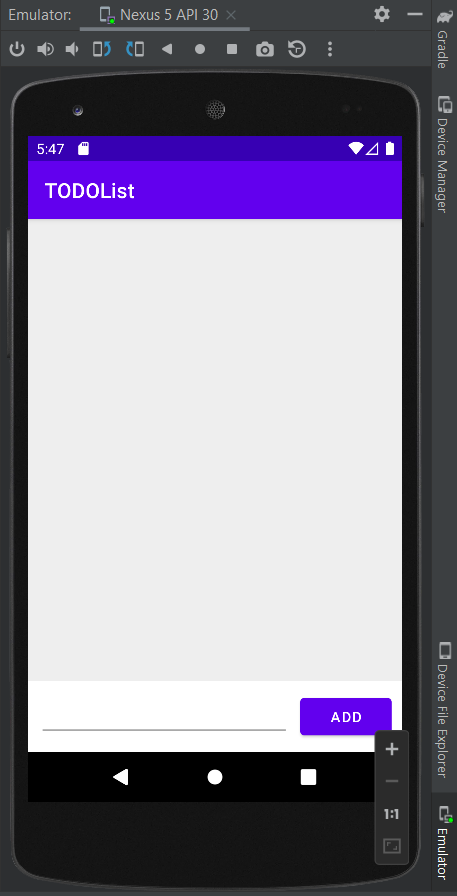 Emulator: Nexus 5 API 30
Gradle
Device Manager
5:47
TODOList
ADD
1:1
Device File Explorer
Emulator